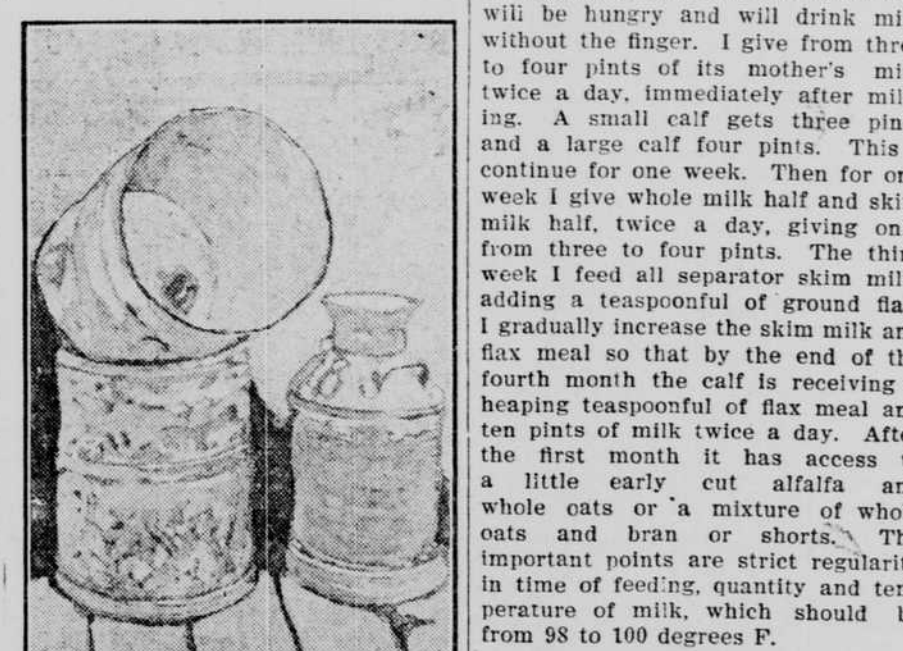 will be hungry and will drink mi
without the finger. I give from thre
to four pints of its mother's mi
twice a day, immediately after mil
ing. A small calf gets three pin
and a large calf four pints. This
continue for one week. Then for on
week I give whole milk half and ski
milk half, twice a day, giving on
from three to four pints. The thir
week I feed all separator skim mil
adding a teaspoonful of ground fla
I gradually increase the skim milk an
flax meal so that by the end of th
fourth month the calf is receiving
heaping teaspoonful of flax meal an
ten pints of milk twice a day. Afte
the first month it has access t
a little early cut alfalfa an
whole oats or a mixture of who
oats and bran or shorts. Th
important points are strict regularit
in time of feeding, quantity and tem
perature of milk, which should b
from 98 to 100 degrees F.